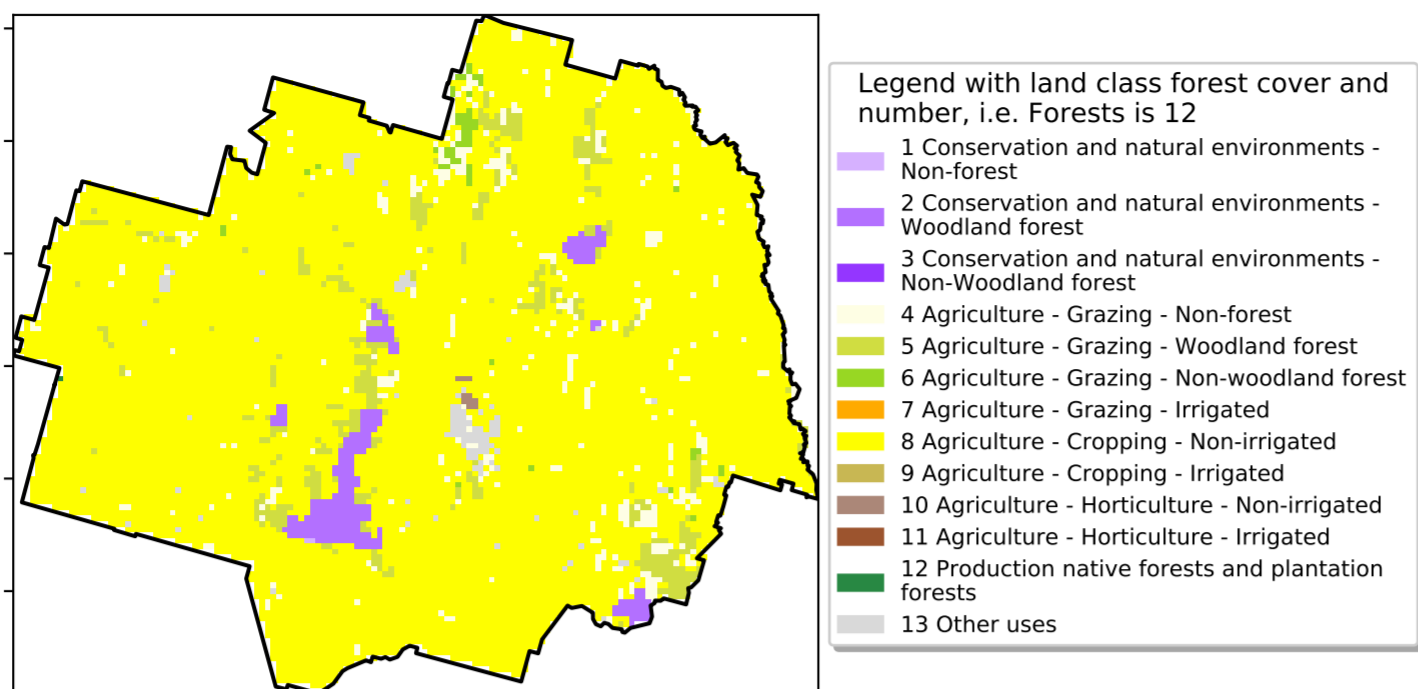 Legend with land class forest cover and
number, i.e. Forests is 12
1 Conservation and natural environments -
Non-forest
2 Conservation and natural environments -
Woodland forest
3 Conservation and natural environments -
Non-Woodland forest
4 Agriculture - Grazing - Non-forest
5 Agriculture - Grazing - Woodland forest
6 Agriculture - Grazing - Non-woodland forest
7 Agriculture - Grazing - Irrigated
8 Agriculture - Cropping - Non-irrigated
9 Agriculture - Cropping - Irrigated
10 Agriculture - Horticulture - Non-irrigated
11 Agriculture - Horticulture - Irrigated
12 Production native forests and plantation
forests
13 Other uses